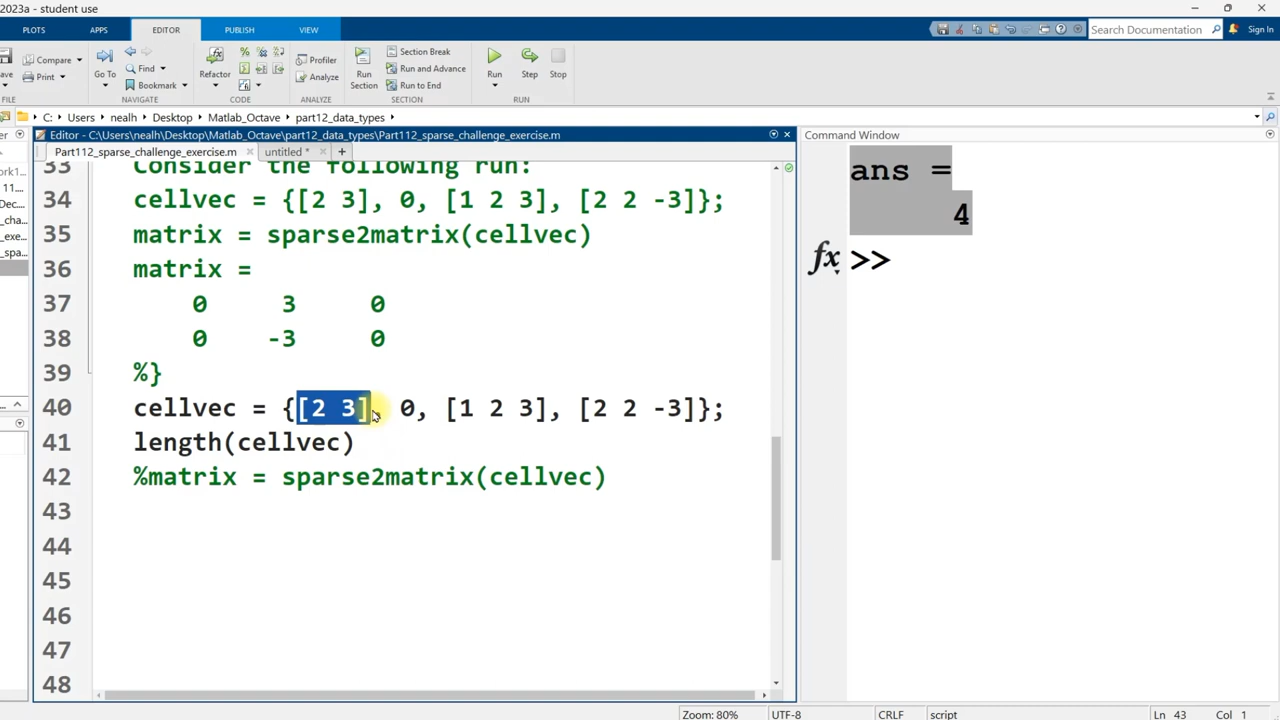 2023a - student use
PLOTS APPS EDITOR PUBLISH VIEW
Search Documentation Sign In
Compare Go To Find Refactor Profiler Section Break
Print Bookmark Analyze Run Section Run and Advance Run Step Stop
Run to End
FILE NAVIGATE CODE ANALYZE SECTION RUN
C: Users nealh Desktop Matlab_Octave part12_data_types
Editor - C:\Users\nealh\Desktop\Matlab_Octave\part12_data_types\Part112_sparse_challenge_exercise.m
Command Window
Part112_sparse_challenge_exercise.m untitled *
33 Consider the following run:
34 cellvec = {[2 3], 0, [1 2 3], [2 2 -3]};
35 matrix = sparse2matrix(cellvec)
36 matrix =
37 0 3 0
38 0 -3 0
39 %}
40 cellvec = {[2 3], 0, [1 2 3], [2 2 -3]};
41 length(cellvec)
42 %matrix = sparse2matrix(cellvec)
43
44
45
46
47
48
ans =
4
fx >>
Zoom: 80% UTF-8 CRLF script Ln 43 Col 1